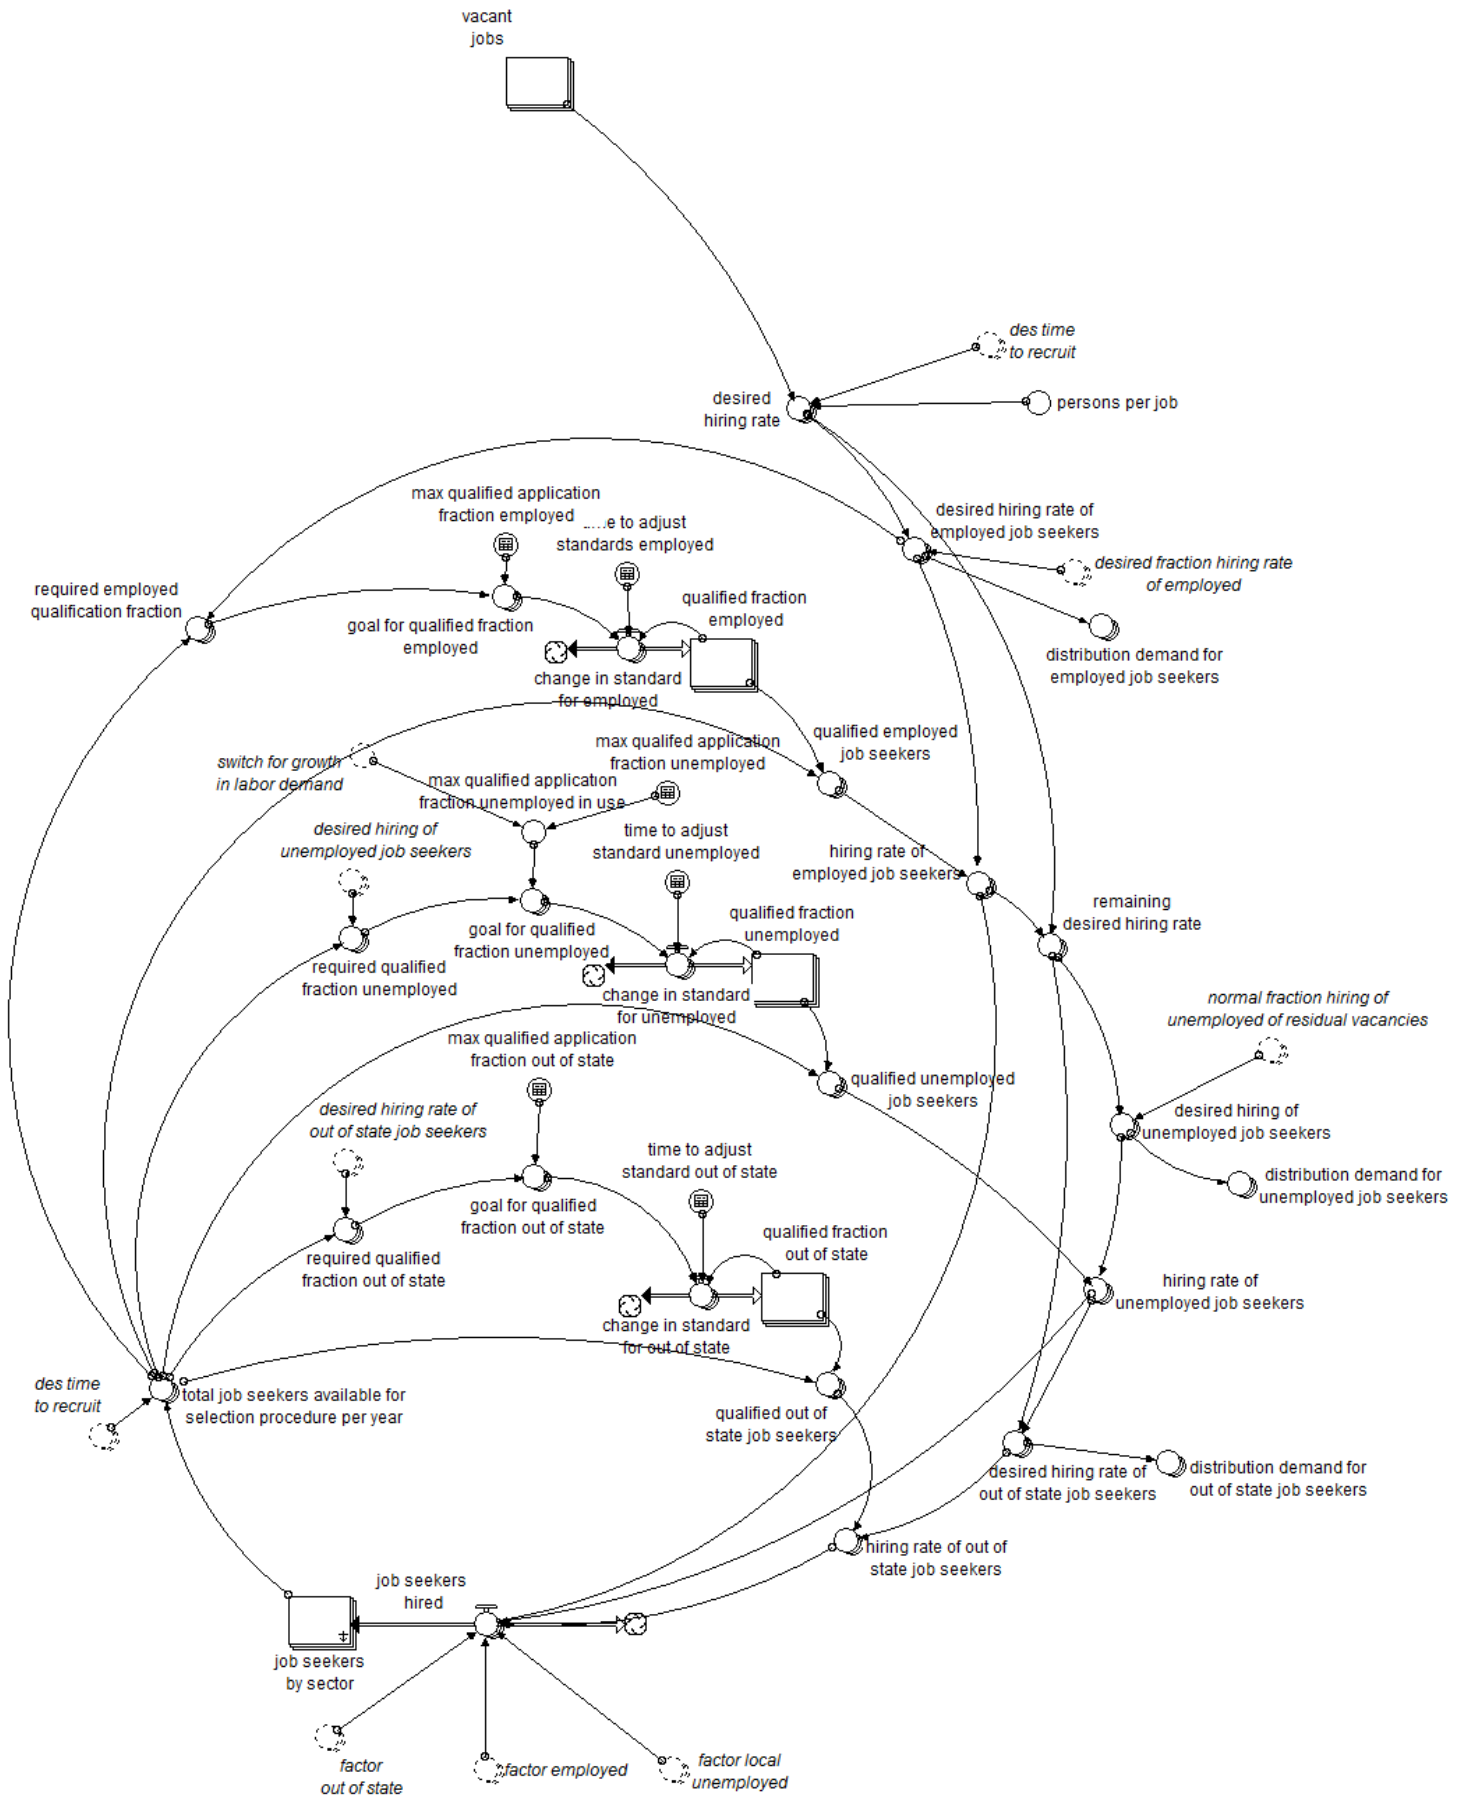 vacant
jobs
des time
to recruit
desired
hiring rate
persons per job
max qualified application
fraction employed
to adjust
standards employed
desired hiring rate of
employed job seekers
desired fraction hiring rate
of employed
required employed
qualification fraction
qualified fraction
employed
goal for qualified fraction
employed
distribution demand for
employed job seekers
change in standard
for employed
qualified employed
job seekers
switch for growth
in labor demand
max qualifed application
fraction unemployed
max qualified application
fraction unemployed in use
desired hiring of
unemployed job seekers
time to adjust
standard unemployed
hiring rate of
employed job seekers
remaining
desired hiring rate
qualified fraction
unemployed
goal for qualified
fraction unemployed
required qualified
fraction unemployed
change in standard
for unemployed
normal fraction hiring of
unemployed of residual vacancies
max qualified application
fraction out of state
qualified unemployed
job seekers
desired hiring rate of
out of state job seekers
desired hiring of
unemployed job seekers
time to adjust
standard out of state
distribution demand for
unemployed job seekers
goal for qualified
fraction out of state
required qualified
fraction out of state
qualified fraction
out of state
hiring rate of
unemployed job seekers
change in standard
for out of state
des time
to recruit
total job seekers available for
selection procedure per year
qualified out of
state job seekers
desired hiring rate of
out of state job seekers
distribution demand for
out of state job seekers
hiring rate of out of
state job seekers
job seekers
hired
job seekers
by sector
factor
out of state
factor employed
factor local
unemployed